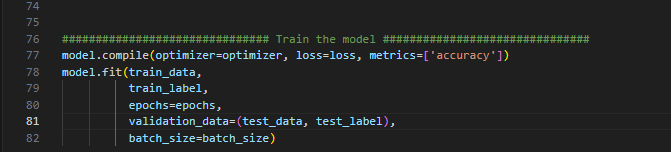 74
75
76 ############################### Train the model ###############################
77 model.compile(optimizer=optimizer, loss=loss, metrics=['accuracy'])
78 model.fit(train_data,
79 train_label,
80 epochs=epochs,
81 validation_data=(test_data, test_label),
82 batch_size=batch_size)